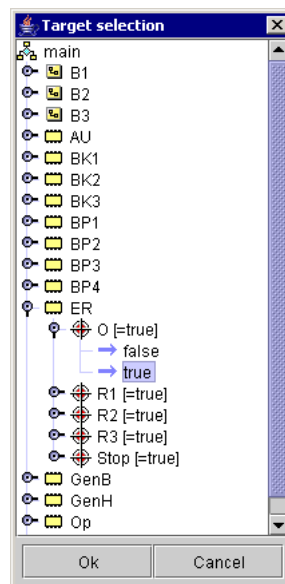 Target selection
main
B1
B2
B3
AU
BK1
BK2
BK3
BP1
BP2
BP3
BP4
ER
O [=true]
false
true
R1 [=true]
R2 [=true]
R3 [=true]
Stop [=true]
GenB
GenH
Op
Ok Cancel